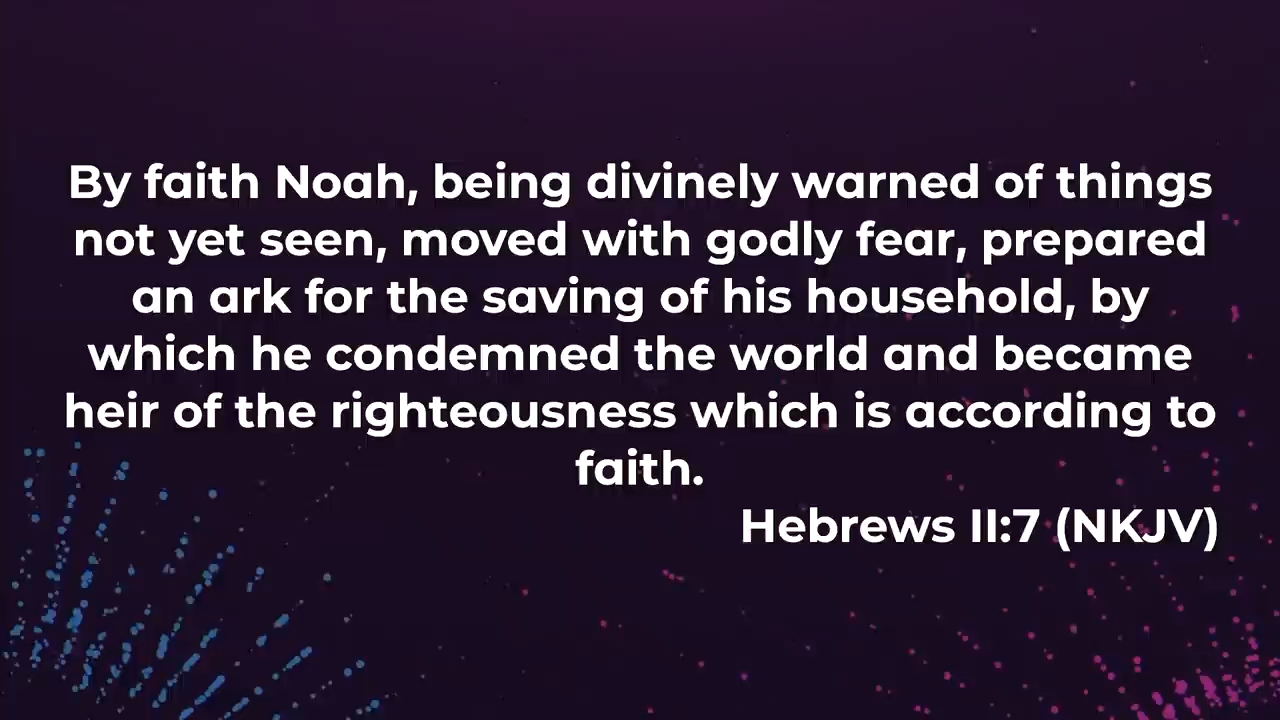 By faith Noah, being divinely warned of things
not yet seen, moved with godly fear, prepared
an ark for the saving of his household, by
which he condemned the world and became
heir of the righteousness which is according to
faith.
Hebrews II:7 (NKJV)